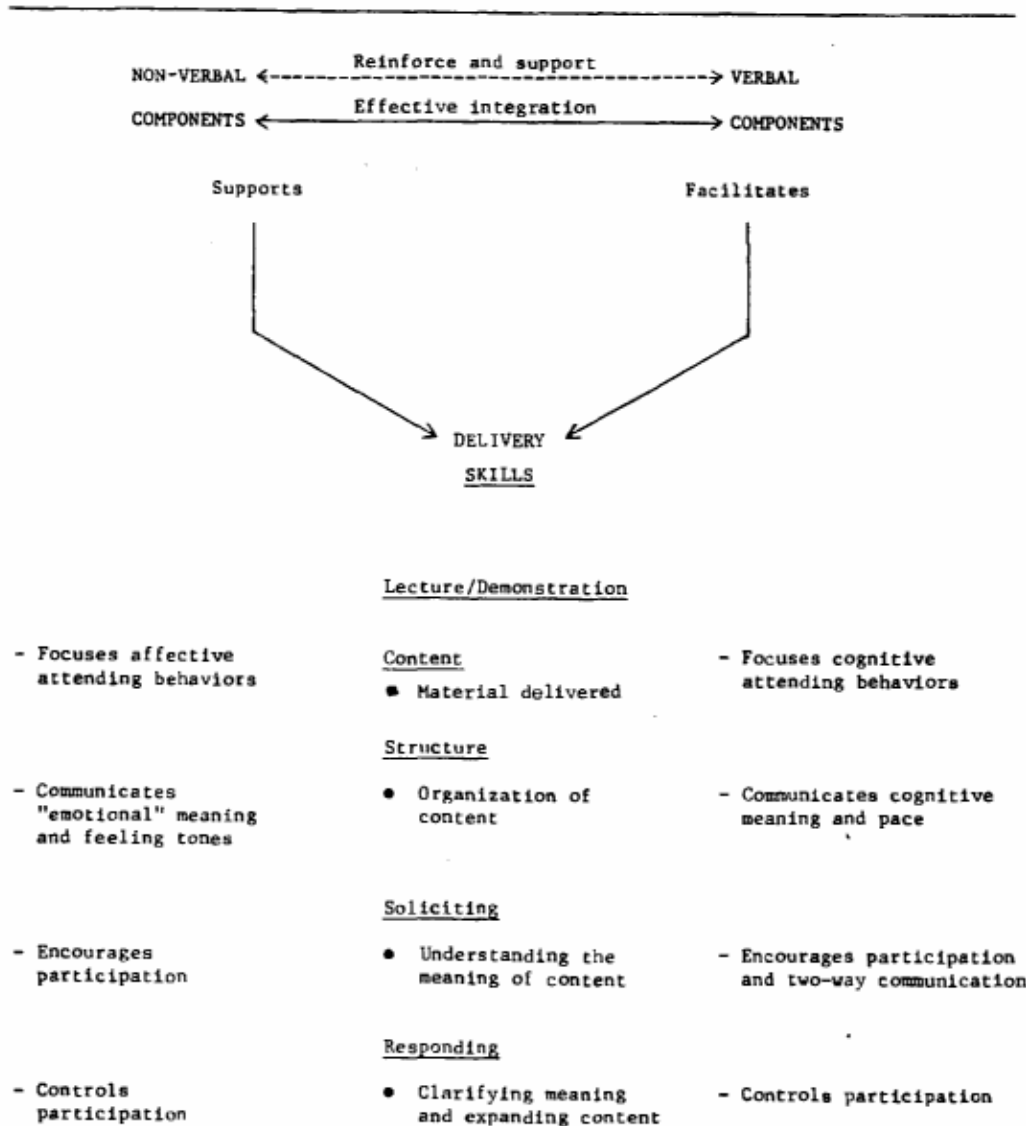 Reinforce and support
NON-VERBAL VERBAL
Effective integration
COMPONENTS COMPONENTS
Supports Facilitates
DELIVERY
SKILLS
Lecture/Demonstration
- Focuses affective
attending behaviors
Content
● Material delivered
- Focuses cognitive
attending behaviors
Structure
- Communicates
"emotional" meaning
and feeling tones
● Organization of
content
- Communicates cognitive
meaning and pace
Soliciting
- Encourages
participation
● Understanding the
meaning of content
- Encourages participation
and two-way communication
Responding
- Controls
participation
● Clarifying meaning
and expanding content
- Controls participation